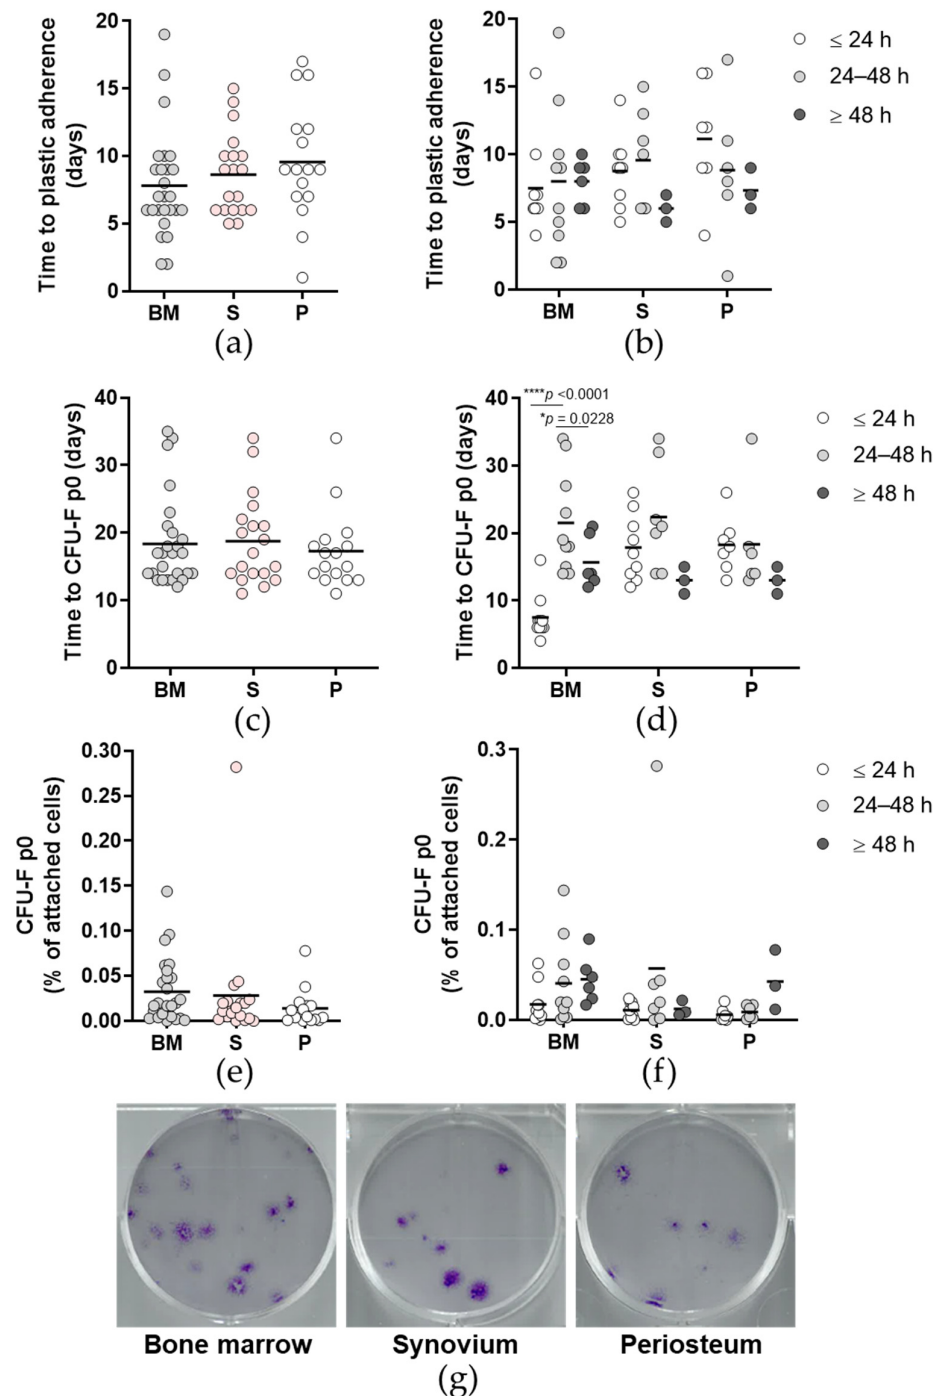 Time to plastic adherence
(days)
20
15
10
5
0
BM S P
(a)
Time to plastic adherence
(days)
20
15
10
5
0
BM S P
(b)
≤ 24 h
24–48 h
≥ 48 h
Time to CFU-F p0 (days)
40
30
20
10
0
BM S P
(c)
Time to CFU-F p0 (days)
40
30
20
10
0
****p <0.0001
*p = 0.0228
BM S P
(d)
≤ 24 h
24–48 h
≥ 48 h
CFU-F p0
(% of attached cells)
0.30
0.25
0.20
0.15
0.10
0.05
0.00
BM S P
(e)
CFU-F p0
(% of attached cells)
0.3
0.2
0.1
0.0
BM S P
(f)
≤ 24 h
24–48 h
≥ 48 h
Bone marrow Synovium Periosteum
(g)